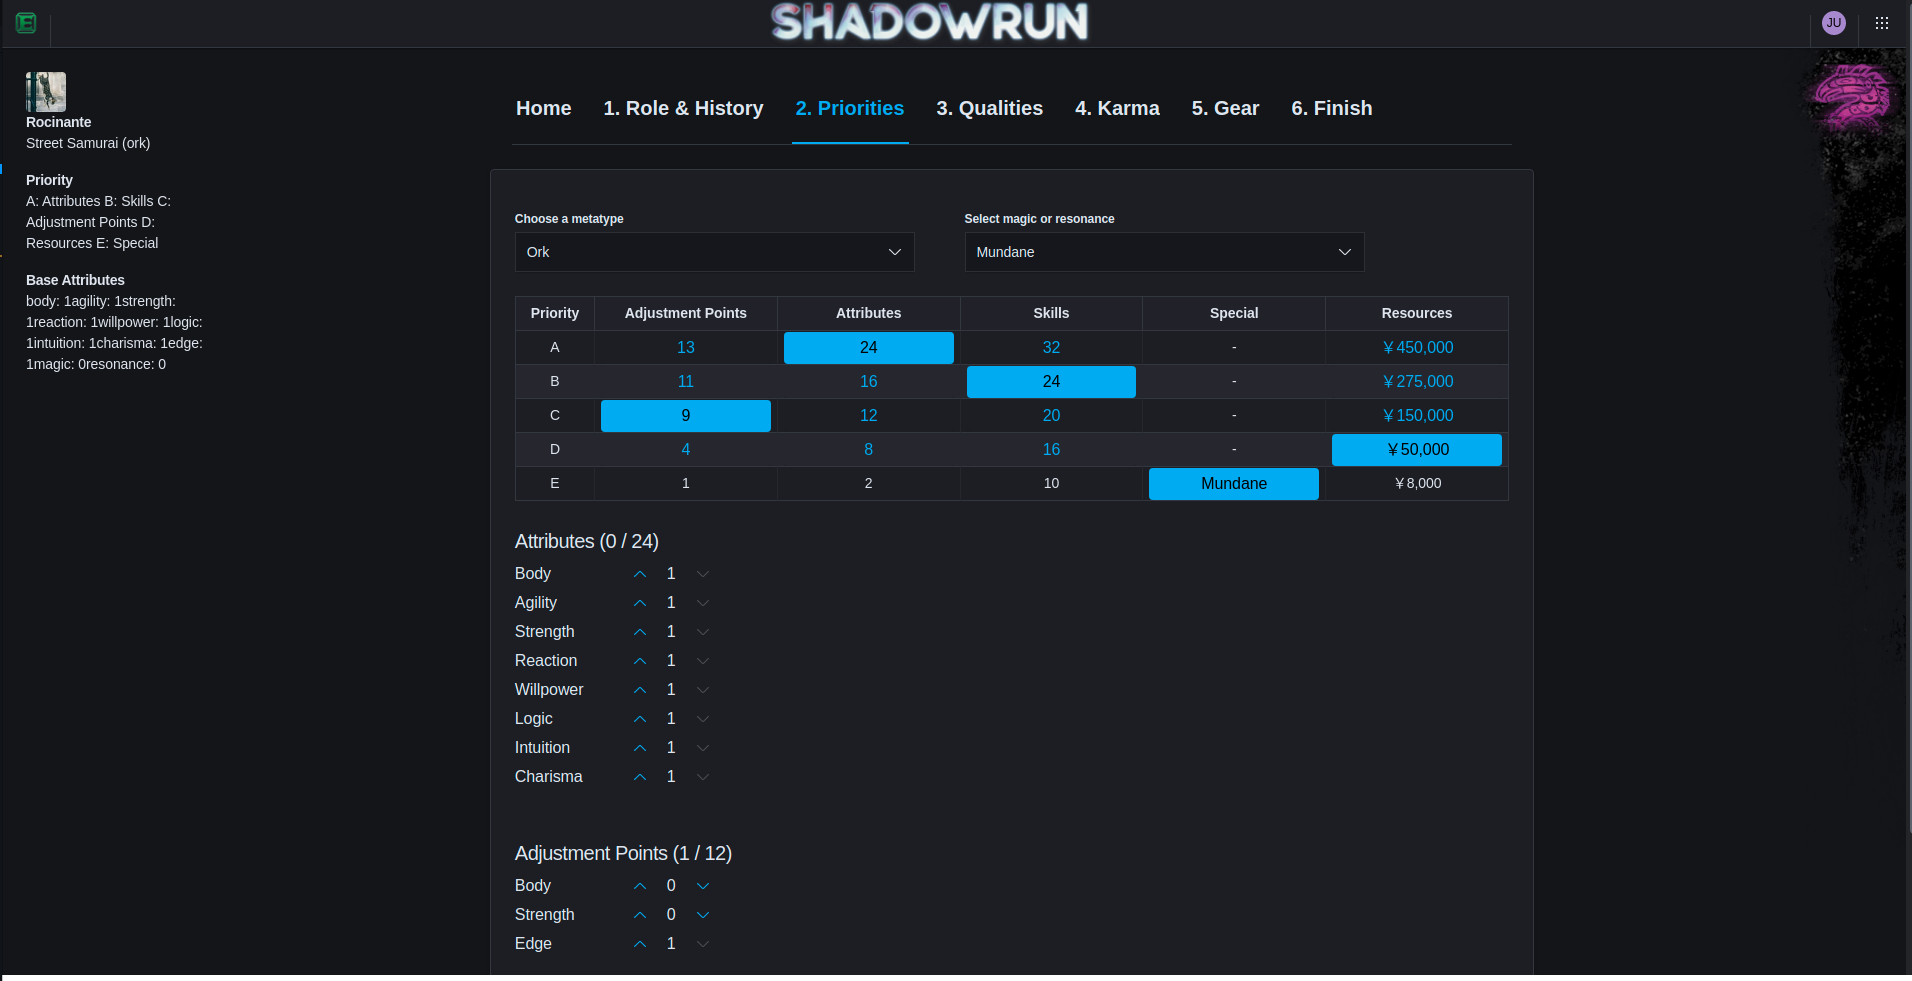 E
SHADOWRUN
JU
Rocinante
Street Samurai (ork)
Priority
A: Attributes B: Skills C:
Adjustment Points D:
Resources E: Special
Base Attributes
body: 1agility: 1strength:
1reaction: 1willpower: 1logic:
1intuition: 1charisma: 1edge:
1magic: 0resonance: 0
Home 1. Role & History 2. Priorities 3. Qualities 4. Karma 5. Gear 6. Finish
Choose a metatype Select magic or resonance
Ork Mundane
Priority Adjustment Points Attributes Skills Special Resources
A 13 24 32 - ¥450,000
B 11 16 24 - ¥275,000
C 9 12 20 - ¥150,000
D 4 8 16 - ¥50,000
E 1 2 10 Mundane ¥8,000
Attributes (0 / 24)
Body 1
Agility 1
Strength 1
Reaction 1
Willpower 1
Logic 1
Intuition 1
Charisma 1
Adjustment Points (1 / 12)
Body 0
Strength 0
Edge 1